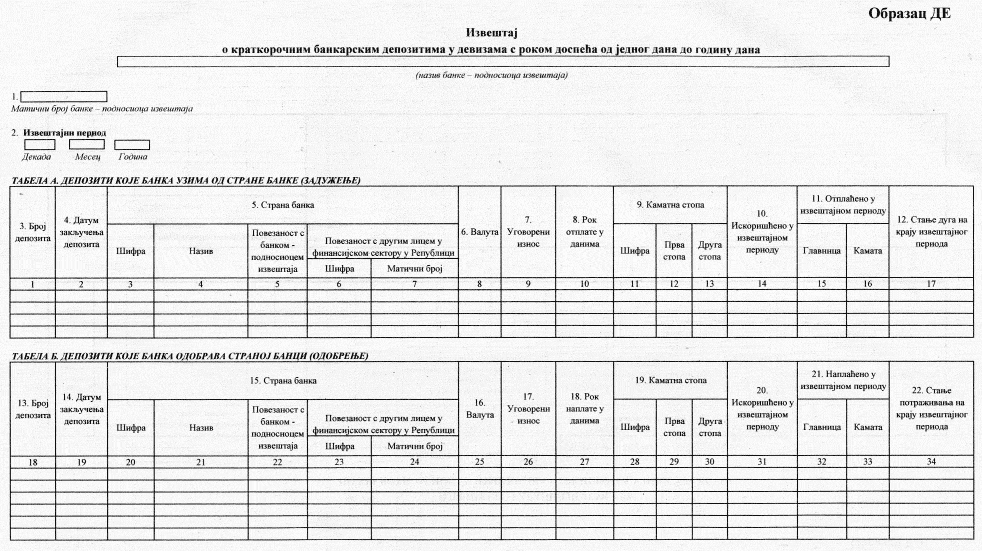 Образац ДЕ
Извештај
о краткорочним банкарским депозитима у девизама с роком доспећа од једног дана до годину дана
(назив банке – подносиоца извештаја)
1.
Матични број банке – подносиоца извештаја
2. Извештајни период
Декада Месец Година
ТАБЕЛА А. ДЕПОЗИТИ КОЈЕ БАНКА УЗИМА ОД СТРАНЕ БАНКЕ (ЗАДУЖЕЊЕ)
3. Број депозита
4. Датум закључења депозита
5. Страна банка
Шифра
Назив
Повезаност с банком - подносиоцем извештаја
Повезаност с другим лицем у финансијском сектору у Републици
Шифра
Матични број
6. Валута
7. Уговорени износ
8. Рок отплате у данима
9. Каматна стопа
Шифра
Прва стопа
Друга стопа
10. Искоришћено у извештајном периоду
11. Отплаћено у извештајном периоду
Главница
Камата
12. Стање дуга на крају извештајног периода
1 2 3 4 5 6 7 8 9 10 11 12 13 14 15 16 17
ТАБЕЛА Б. ДЕПОЗИТИ КОЈЕ БАНКА ОДОБРАВА СТРАНОЈ БАНЦИ (ОДОБРЕЊЕ)
13. Број депозита
14. Датум закључења депозита
15. Страна банка
Шифра
Назив
Повезаност с банком - подносиоцем извештаја
Повезаност с другим лицем у финансијском сектору у Републици
Шифра
Матични број
16. Валута
17. Уговорени износ
18. Рок наплате у данима
19. Каматна стопа
Шифра
Прва стопа
Друга стопа
20. Искоришћено у извештајном периоду
21. Наплаћено у извештајном периоду
Главница
Камата
22. Стање потраживања на крају извештајног периода
18 19 20 21 22 23 24 25 26 27 28 29 30 31 32 33 34